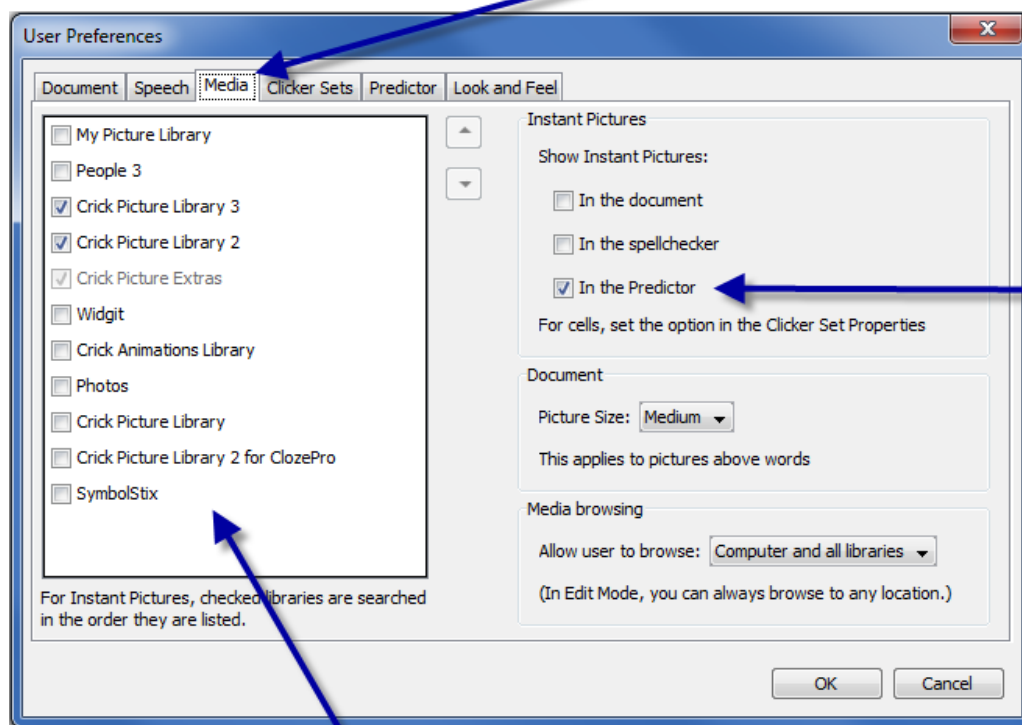 User Preferences
Document Speech Media Clicker Sets Predictor Look and Feel
My Picture Library
People 3
Crick Picture Library 3
Crick Picture Library 2
Crick Picture Extras
Widgit
Crick Animations Library
Photos
Crick Picture Library
Crick Picture Library 2 for ClozePro
SymbolStix
For Instant Pictures, checked libraries are searched
in the order they are listed.
Instant Pictures
Show Instant Pictures:
In the document
In the spellchecker
In the Predictor
For cells, set the option in the Clicker Set Properties
Document
Picture Size: Medium
This applies to pictures above words
Media browsing
Allow user to browse: Computer and all libraries
(In Edit Mode, you can always browse to any location.)
OK Cancel